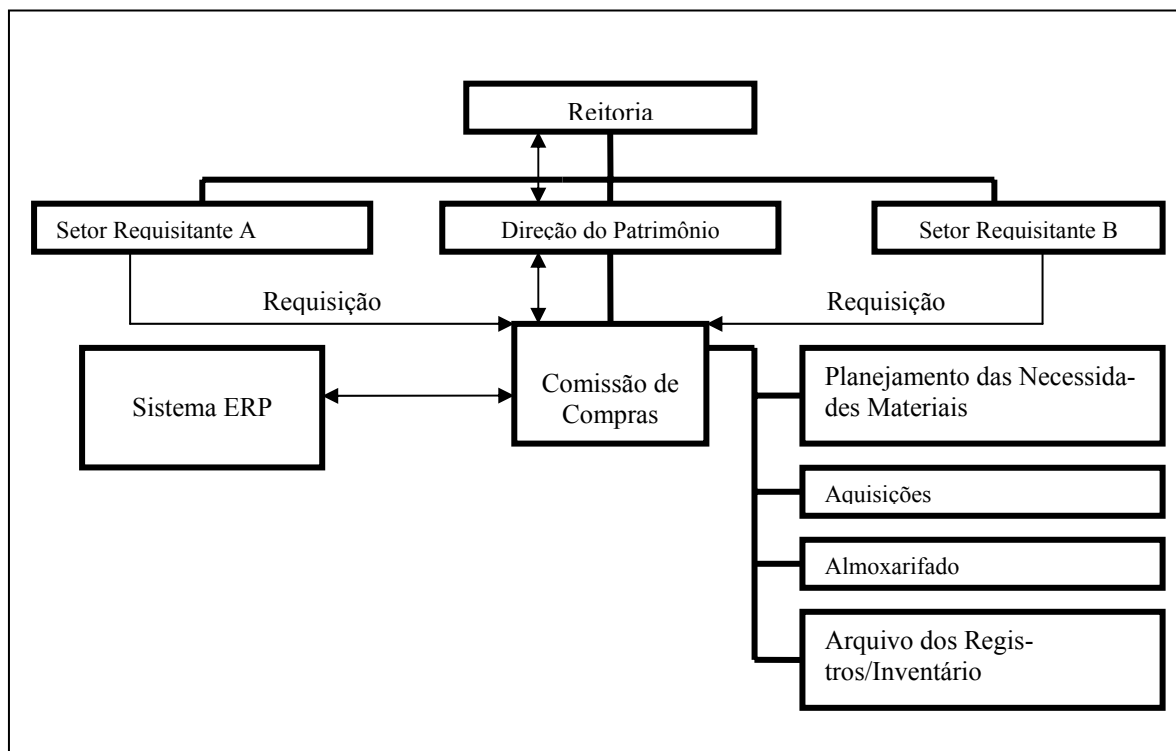 Reitoria
Setor Requisitante A
Direção do Patrimônio
Setor Requisitante B
Requisição
Requisição
Sistema ERP
Comissão de
Compras
Planejamento das Necessida-
des Materiais
Aquisições
Almoxarifado
Arquivo dos Regis-
tros/Inventário